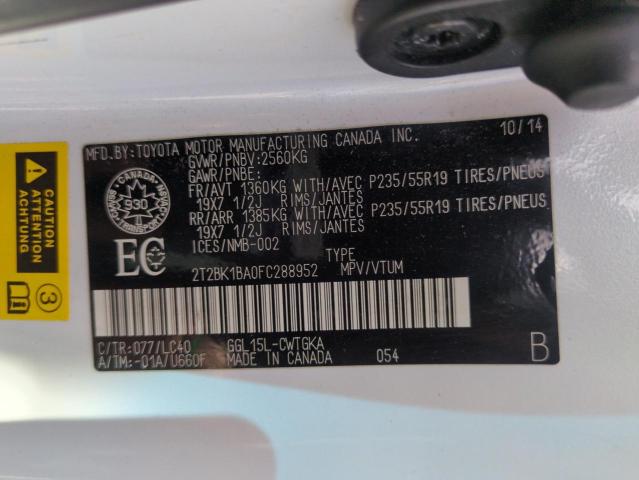 MFD.BY:TOYOTA MOTOR MANUFACTURING CANADA INC. 10/14
GVWR/PNBV:2560KG
GAWR/PNBE:
FR/AVT 1360KG WITH/AVEC P235/55R19 TIRES/PNEUS
19X7 1/2J RIMS/JANTES
RR/ARR 1385KG WITH/AVEC P235/55R19 TIRES/PNEUS
19X7 1/2J RIMS/JANTES
ICES/NMB-002
TYPE
2T2BK1BA0FC288952 MPV/VTUM
C/TR:077/LC40 GGL15L-CWTGKA
A/TM:-01A/U660F MADE IN CANADA 054 B
EC
930
CAUTION
ATTENTION
ACHTUNG
3